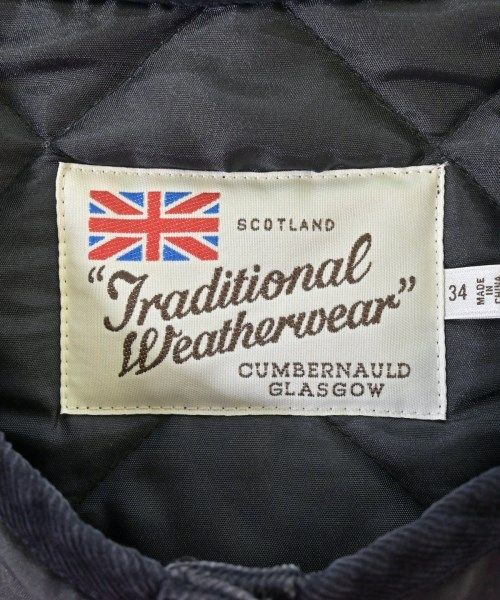 SCOTLAND
"Traditional
Weatherwear"
CUMBERNAULD
GLASGOW
34
MADE
IN
CHINA